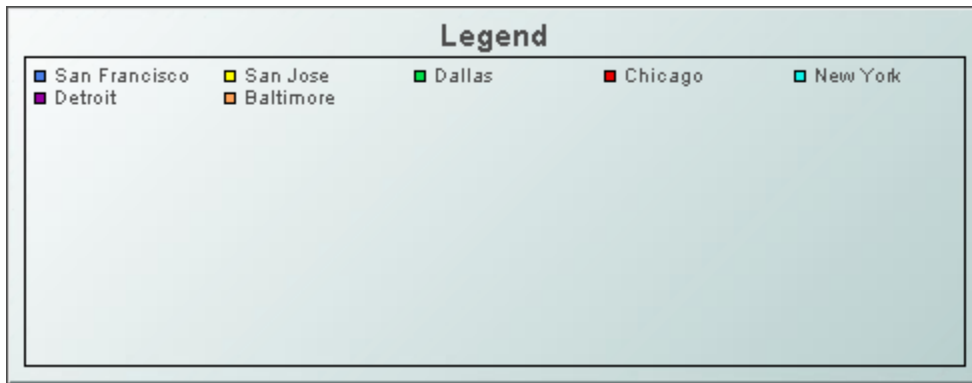 Legend
San Francisco San Jose Dallas Chicago New York
Detroit Baltimore